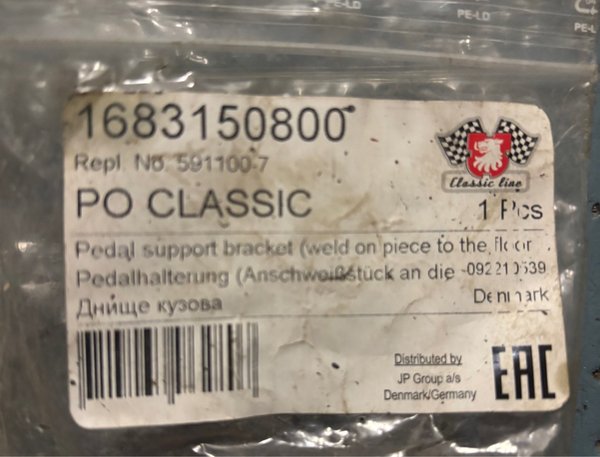 PE-LD
PE-LD
PE-L
1683150800
Repl. No. 591100-7
PO CLASSIC
Classic line
1 Pcs
Pedal support bracket (weld on piece to the floor
Pedalhalterung (Anschweißstück an die -092210539
Днище кузова
Denmark
Distributed by
JP Group a/s
Denmark/Germany
EAC